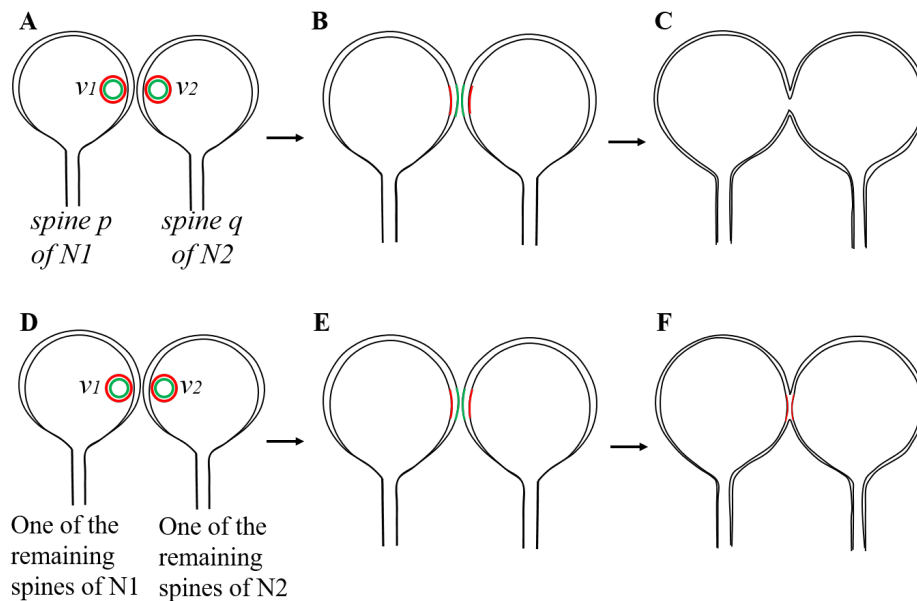 A
B
C
v1
v2
spine p
of N1
spine q
of N2
D
E
F
v1
v2
One of the
remaining
spines of N1
One of the
remaining
spines of N2